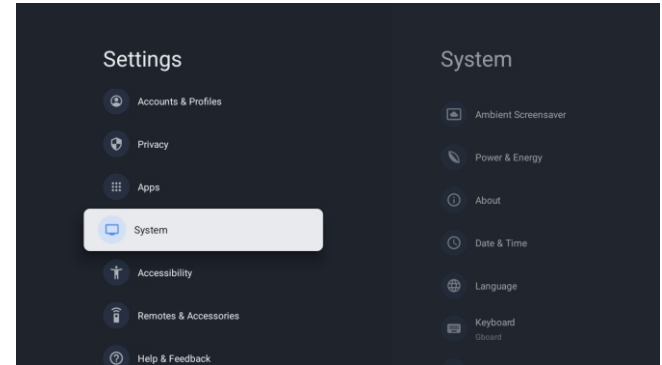 Settings
Accounts & Profiles
Privacy
Apps
System
Accessibility
Remotes & Accessories
Help & Feedback
System
Ambient Screensaver
Power & Energy
About
Date & Time
Language
Keyboard
Gboard